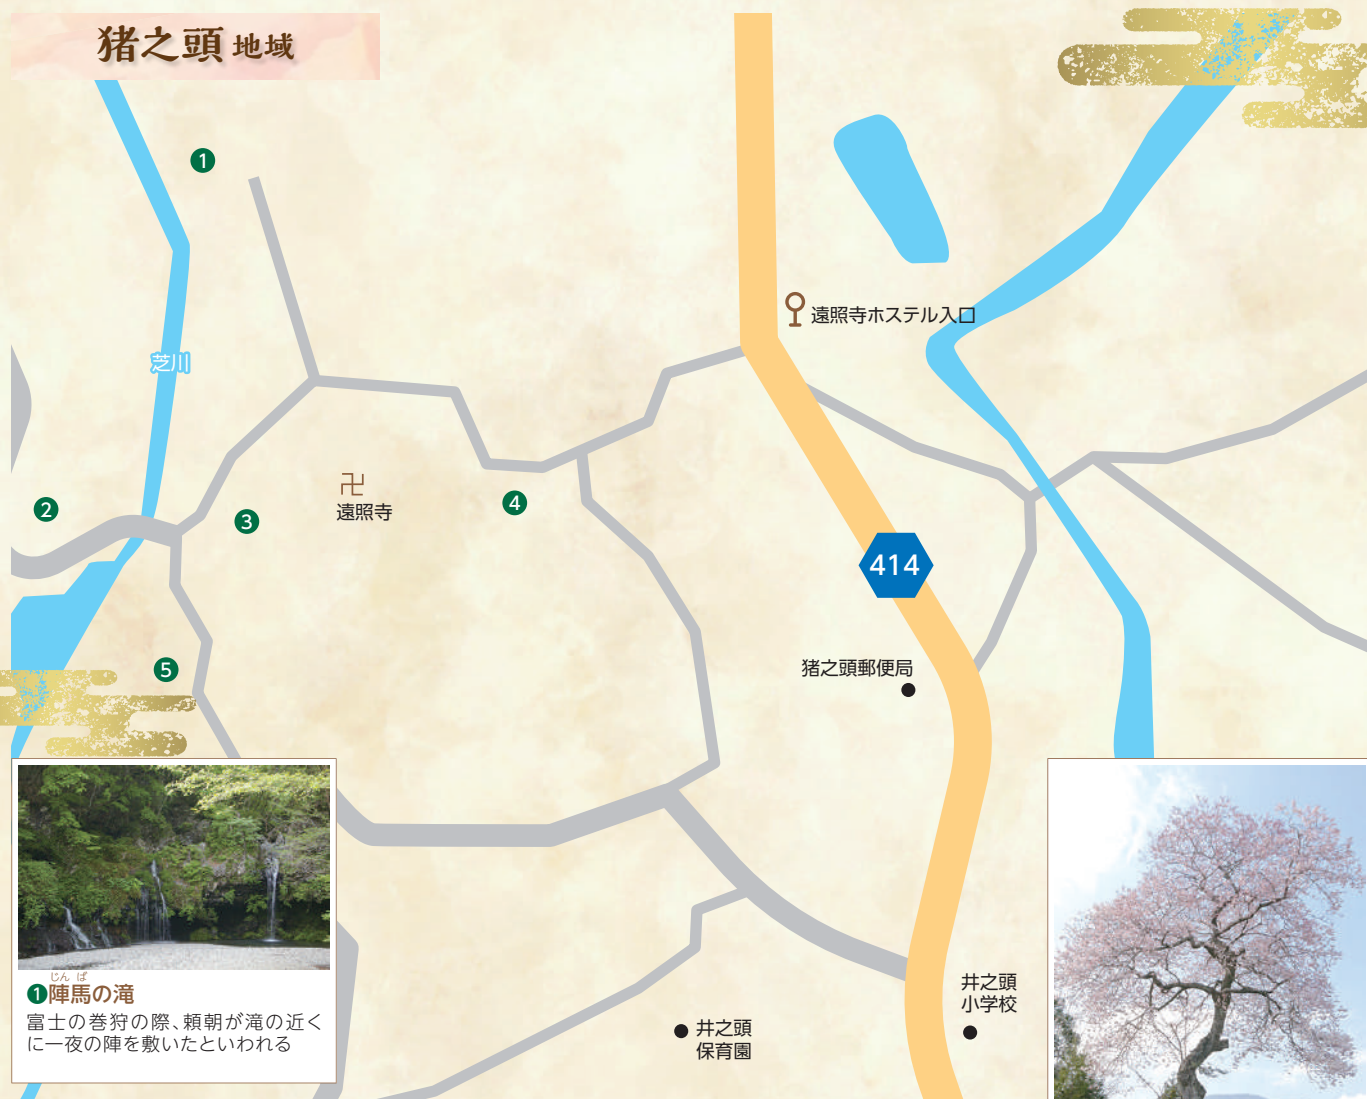 猪之頭 地域
1
遠照寺ホステル入口
芝川
卍
遠照寺
2
3
4
414
5
猪之頭郵便局
じん ば
1陣馬の滝
富士の巻狩の際、頼朝が滝の近く
に一夜の陣を敷いたといわれる
井之頭
小学校
井之頭
保育園